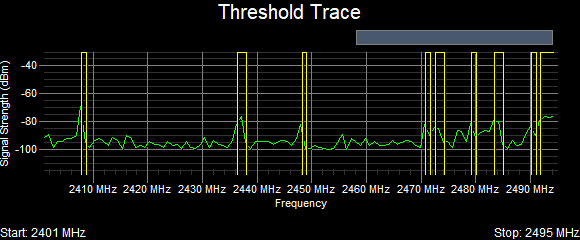 Threshold Trace
Signal Strength (dBm)
-40
-60
-80
-100
2410 MHz 2420 MHz 2430 MHz 2440 MHz 2450 MHz 2460 MHz 2470 MHz 2480 MHz 2490 MHz
Frequency
Start: 2401 MHz Stop: 2495 MHz